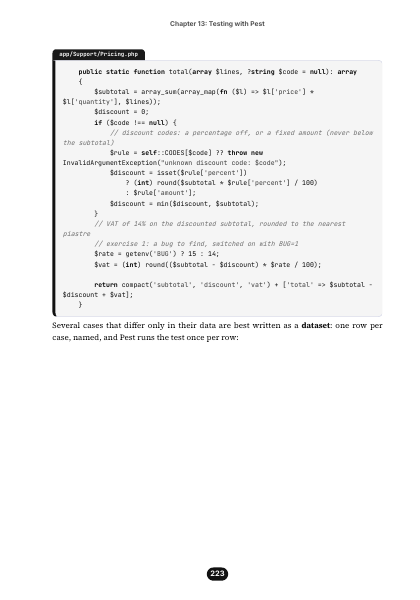 Chapter 13: Testing with Pest
app/Support/Pricing.php
public static function total(array $lines, ?string $code = null): array
{
$subtotal = array_sum(array_map(fn ($l) => $l['price'] *
$l['quantity'], $lines));
$discount = 0;
if ($code !== null) {
// discount codes: a percentage off, or a fixed amount (never below
the subtotal)
$rule = self::CODES[$code] ?? throw new
InvalidArgumentException("unknown discount code: $code");
$discount = isset($rule['percent'])
? (int) round($subtotal * $rule['percent'] / 100)
: $rule['amount'];
$discount = min($discount, $subtotal);
}
// VAT of 14% on the discounted subtotal, rounded to the nearest
piastre
// exercise 1: a bug to find, switched on with BUG=1
$rate = getenv('BUG') ? 15 : 14;
$vat = (int) round(($subtotal - $discount) * $rate / 100);
return compact('subtotal', 'discount', 'vat') + ['total' => $subtotal -
$discount + $vat];
}
Several cases that differ only in their data are best written as a dataset: one row per
case, named, and Pest runs the test once per row:
223